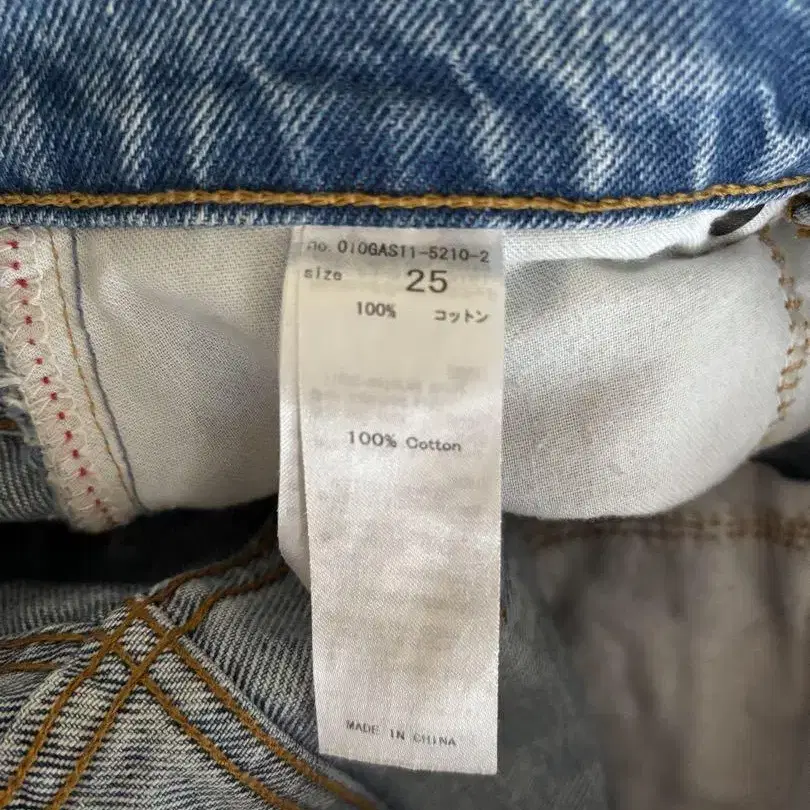 no. 010GAS11-5210-2
size 25
100% コットン
100% Cotton
MADE IN CHINA